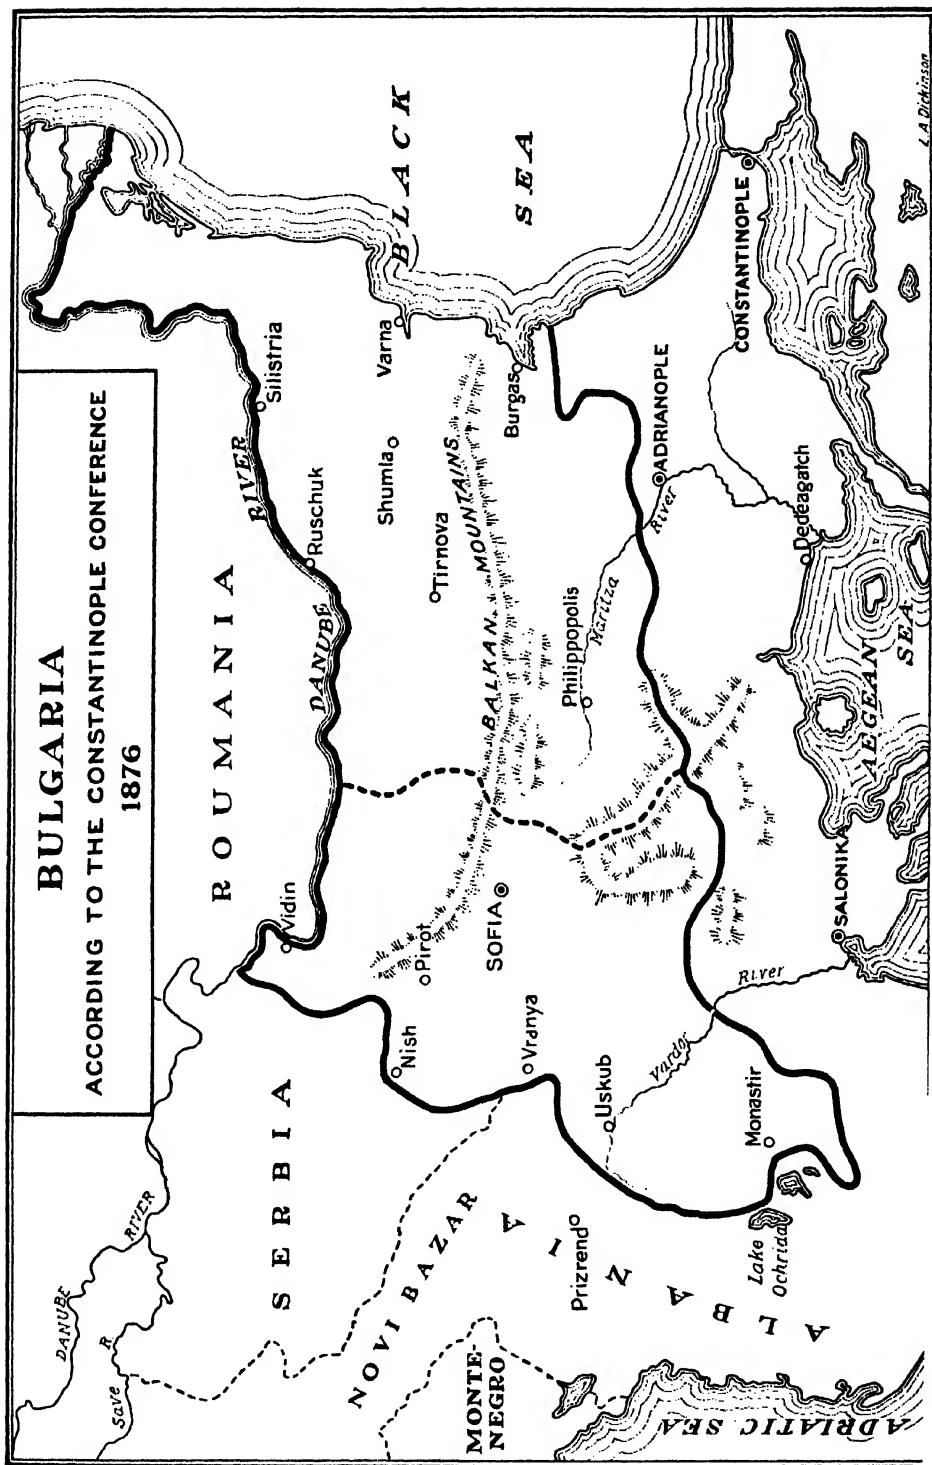 BULGARIA
ACCORDING TO THE CONSTANTINOPLE CONFERENCE
1876
ROUMANIA
BLACK
SEA
SERBIA
NOVI BAZAR
MONTE-
NEGRO
ALBANIA
ADRIATIC SEA
AEGEAN
SEA
DANUBE
RIVER
Save R
DANUBE
RIVER
Vidin
Ruschuk
Silistria
Varna
Shumla
Tirnova
BALKAN
MOUNTAINS
Burgas
Nish
Pirot
SOFIA
Vranya
Philippopolis
Maritza
River
ADRIANOPLE
CONSTANTINOPLE
Dedeagatch
Uskub
Vardor
River
Prizrend
Monastir
Lake
Ochrida
SALONIKA
L.A. Dickinson